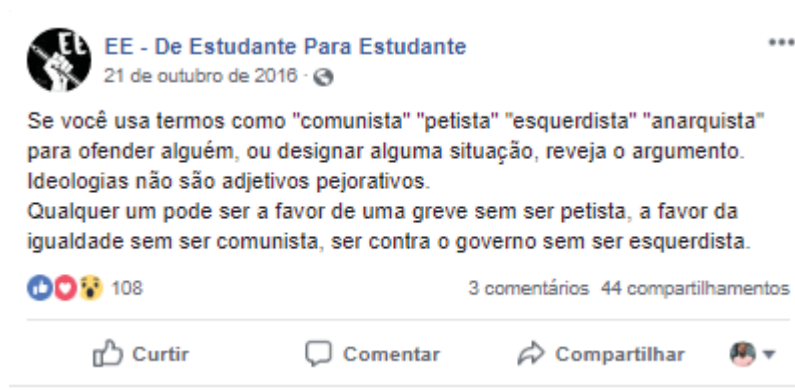 EE
EE - De Estudante Para Estudante
21 de outubro de 2016 ·
Se você usa termos como "comunista" "petista" "esquerdista" "anarquista"
para ofender alguém, ou designar alguma situação, reveja o argumento.
Ideologias não são adjetivos pejorativos.
Qualquer um pode ser a favor de uma greve sem ser petista, a favor da
igualdade sem ser comunista, ser contra o governo sem ser esquerdista.
108
3 comentários 44 compartilhamentos
Curtir Comentar Compartilhar